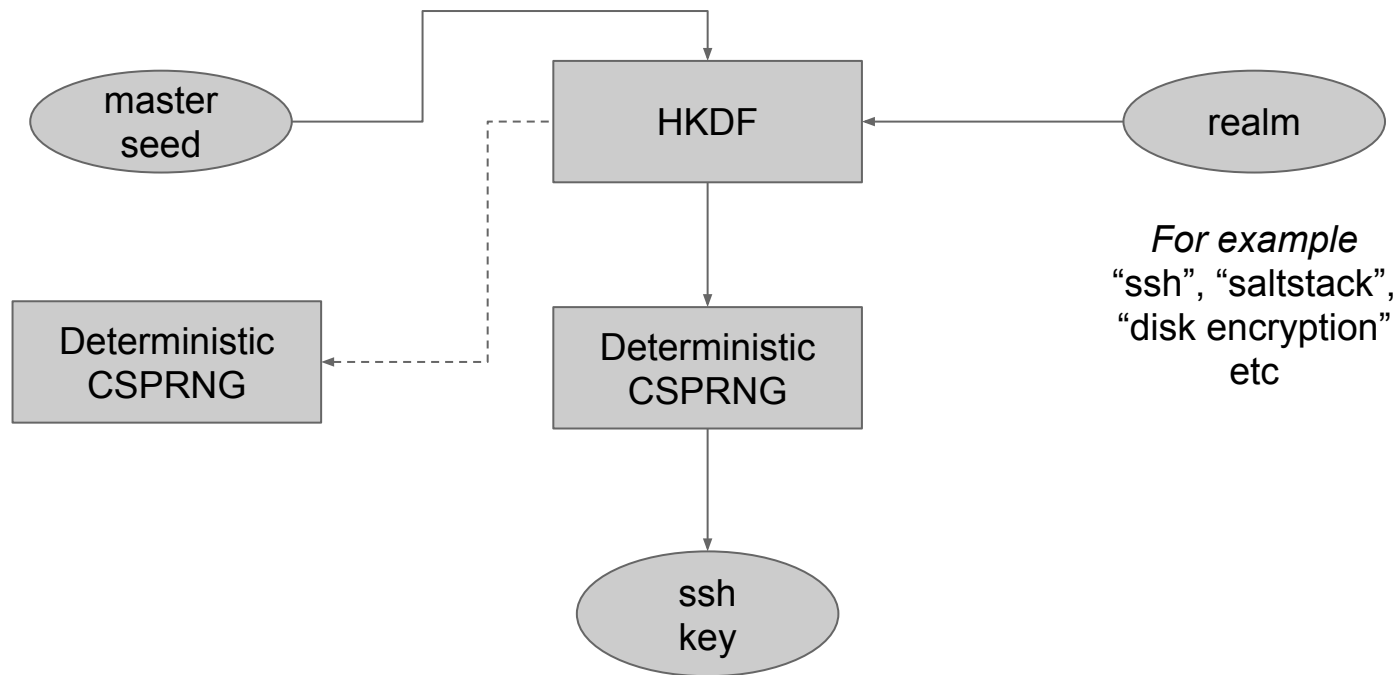 master
seed
HKDF
realm
For example
“ssh”, “saltstack”,
“disk encryption”
etc
Deterministic
CSPRNG
Deterministic
CSPRNG
ssh
key